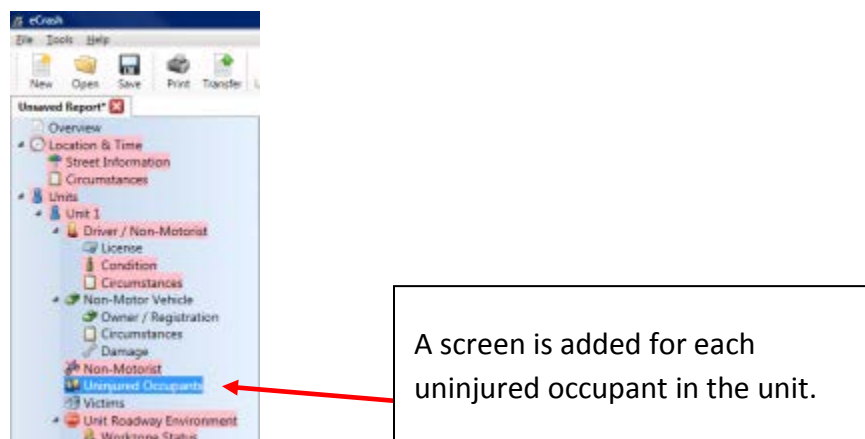 eCrash
File Tools Help
New Open Save Print Transfer
Unsaved Report*
Overview
Location & Time
Street Information
Circumstances
Units
Unit 1
Driver / Non-Motorist
License
Condition
Circumstances
Non-Motor Vehicle
Owner / Registration
Circumstances
Damage
Non-Motorist
Uninjured Occupants
Victims
Unit Roadway Environment
Workzone Status
A screen is added for each
uninjured occupant in the unit.